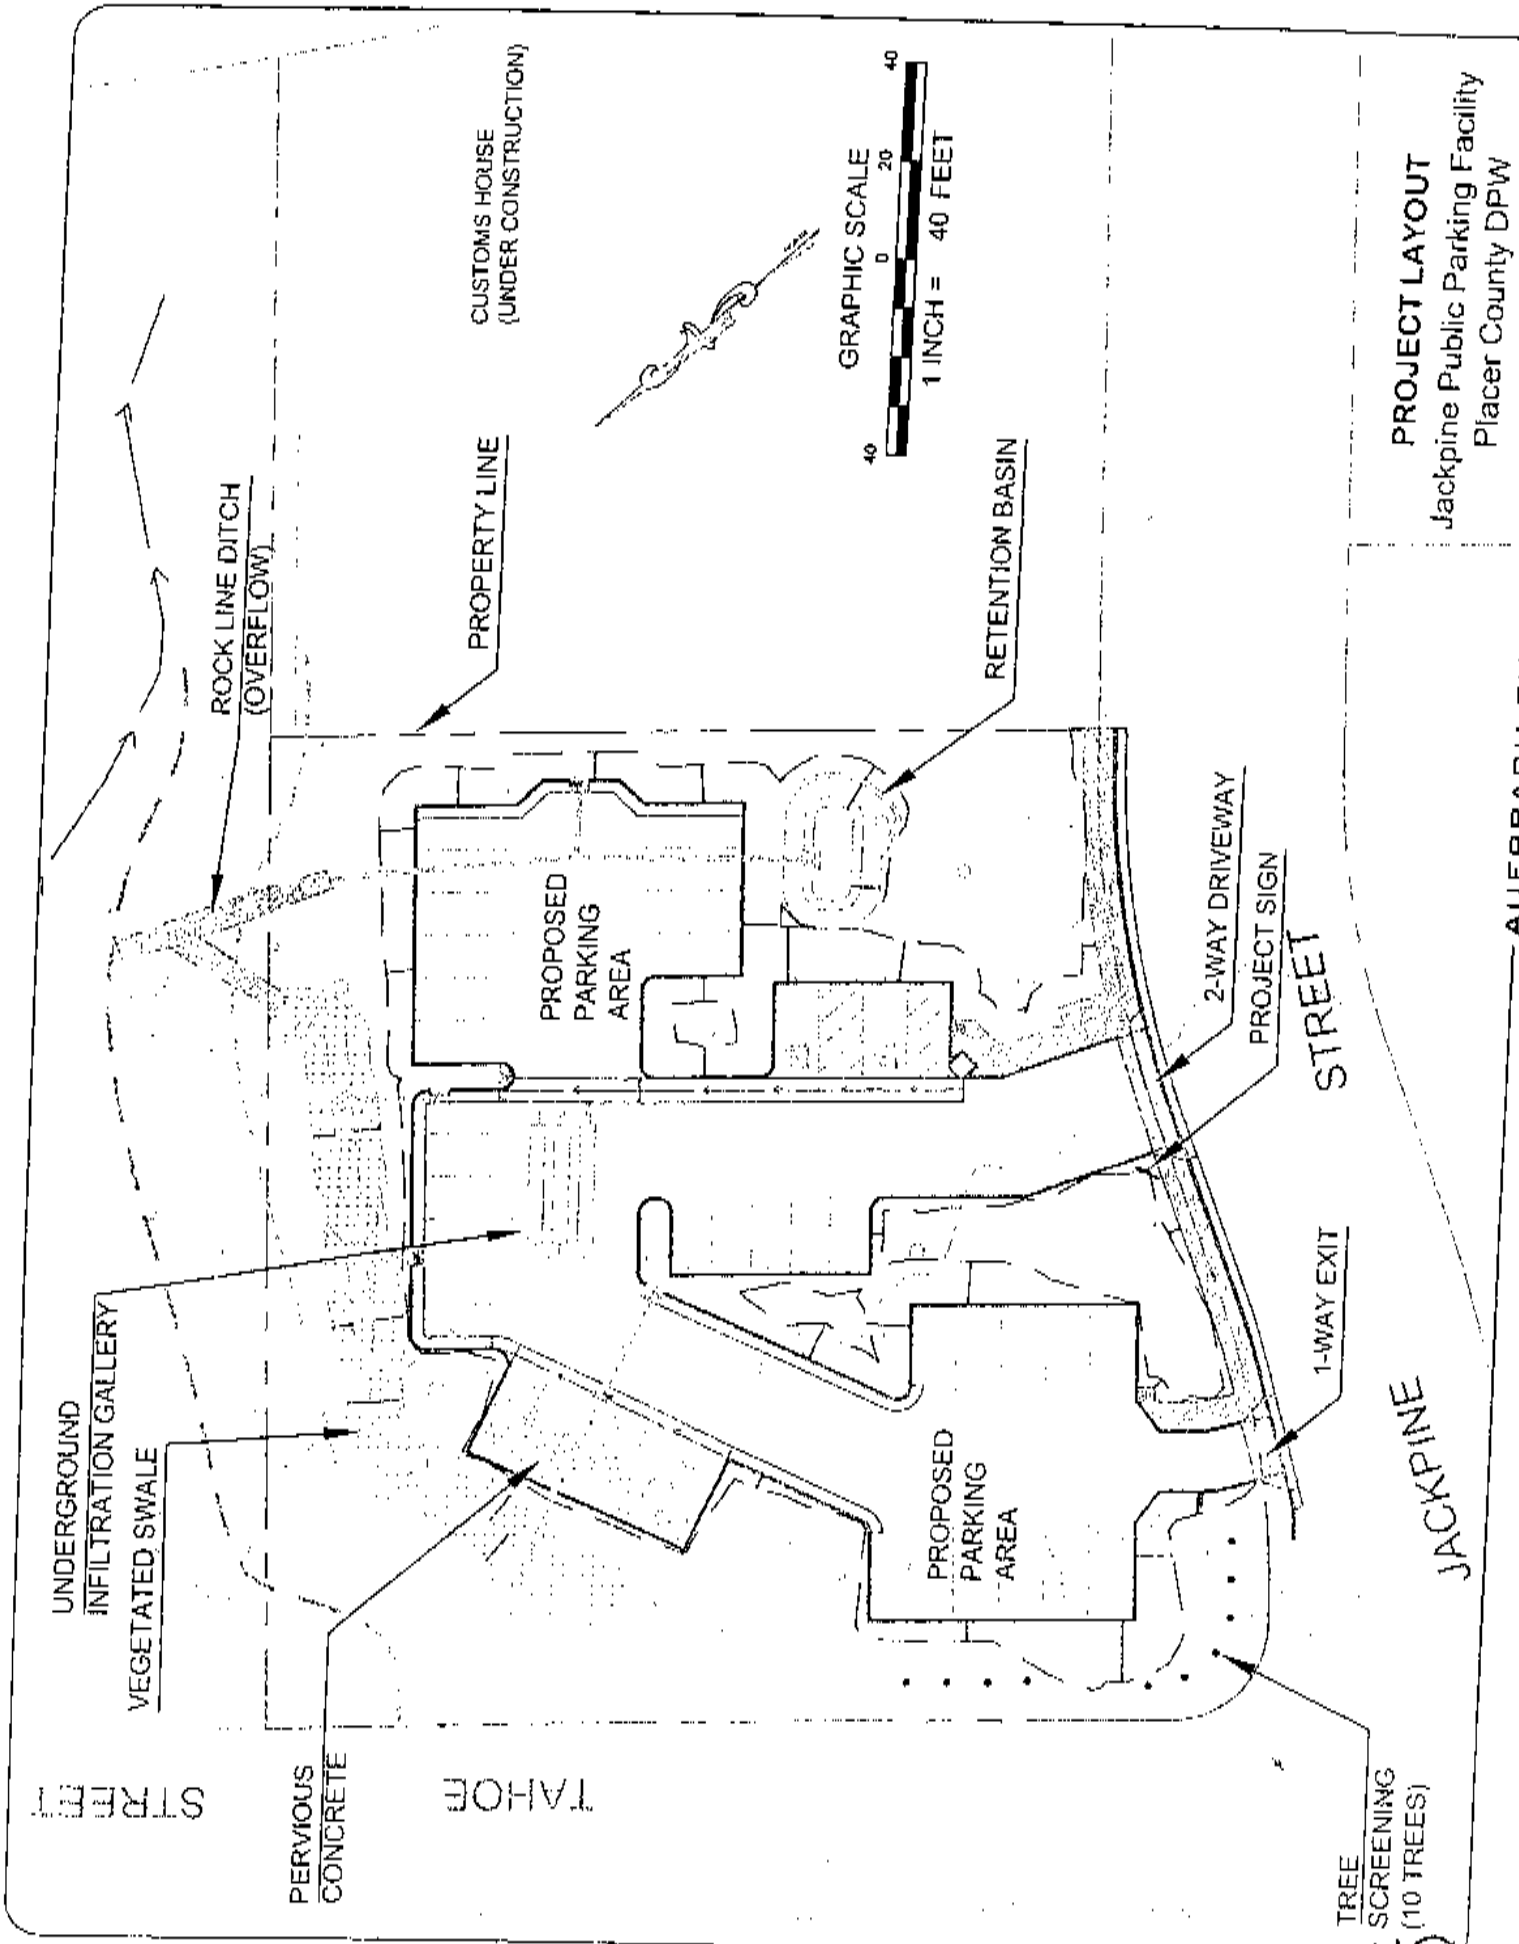 STREET
TAHOE
UNDERGROUND
INFILTRATION GALLERY
VEGETATED SWALE
PERVIOUS
CONCRETE
ROCK LINE DITCH
(OVERFLOW)
PROPERTY LINE
CUSTOMS HOUSE
(UNDER CONSTRUCTION)
GRAPHIC SCALE
40 0 20 40
1 INCH = 40 FEET
RETENTION BASIN
PROPOSED
PARKING
AREA
PROPOSED
PARKING
AREA
2-WAY DRIVEWAY
PROJECT SIGN
1-WAY EXIT
JACKPINE STREET
TREE
SCREENING
(10 TREES)
PROJECT LAYOUT
Jackpine Public Parking Facility
Placer County DPW